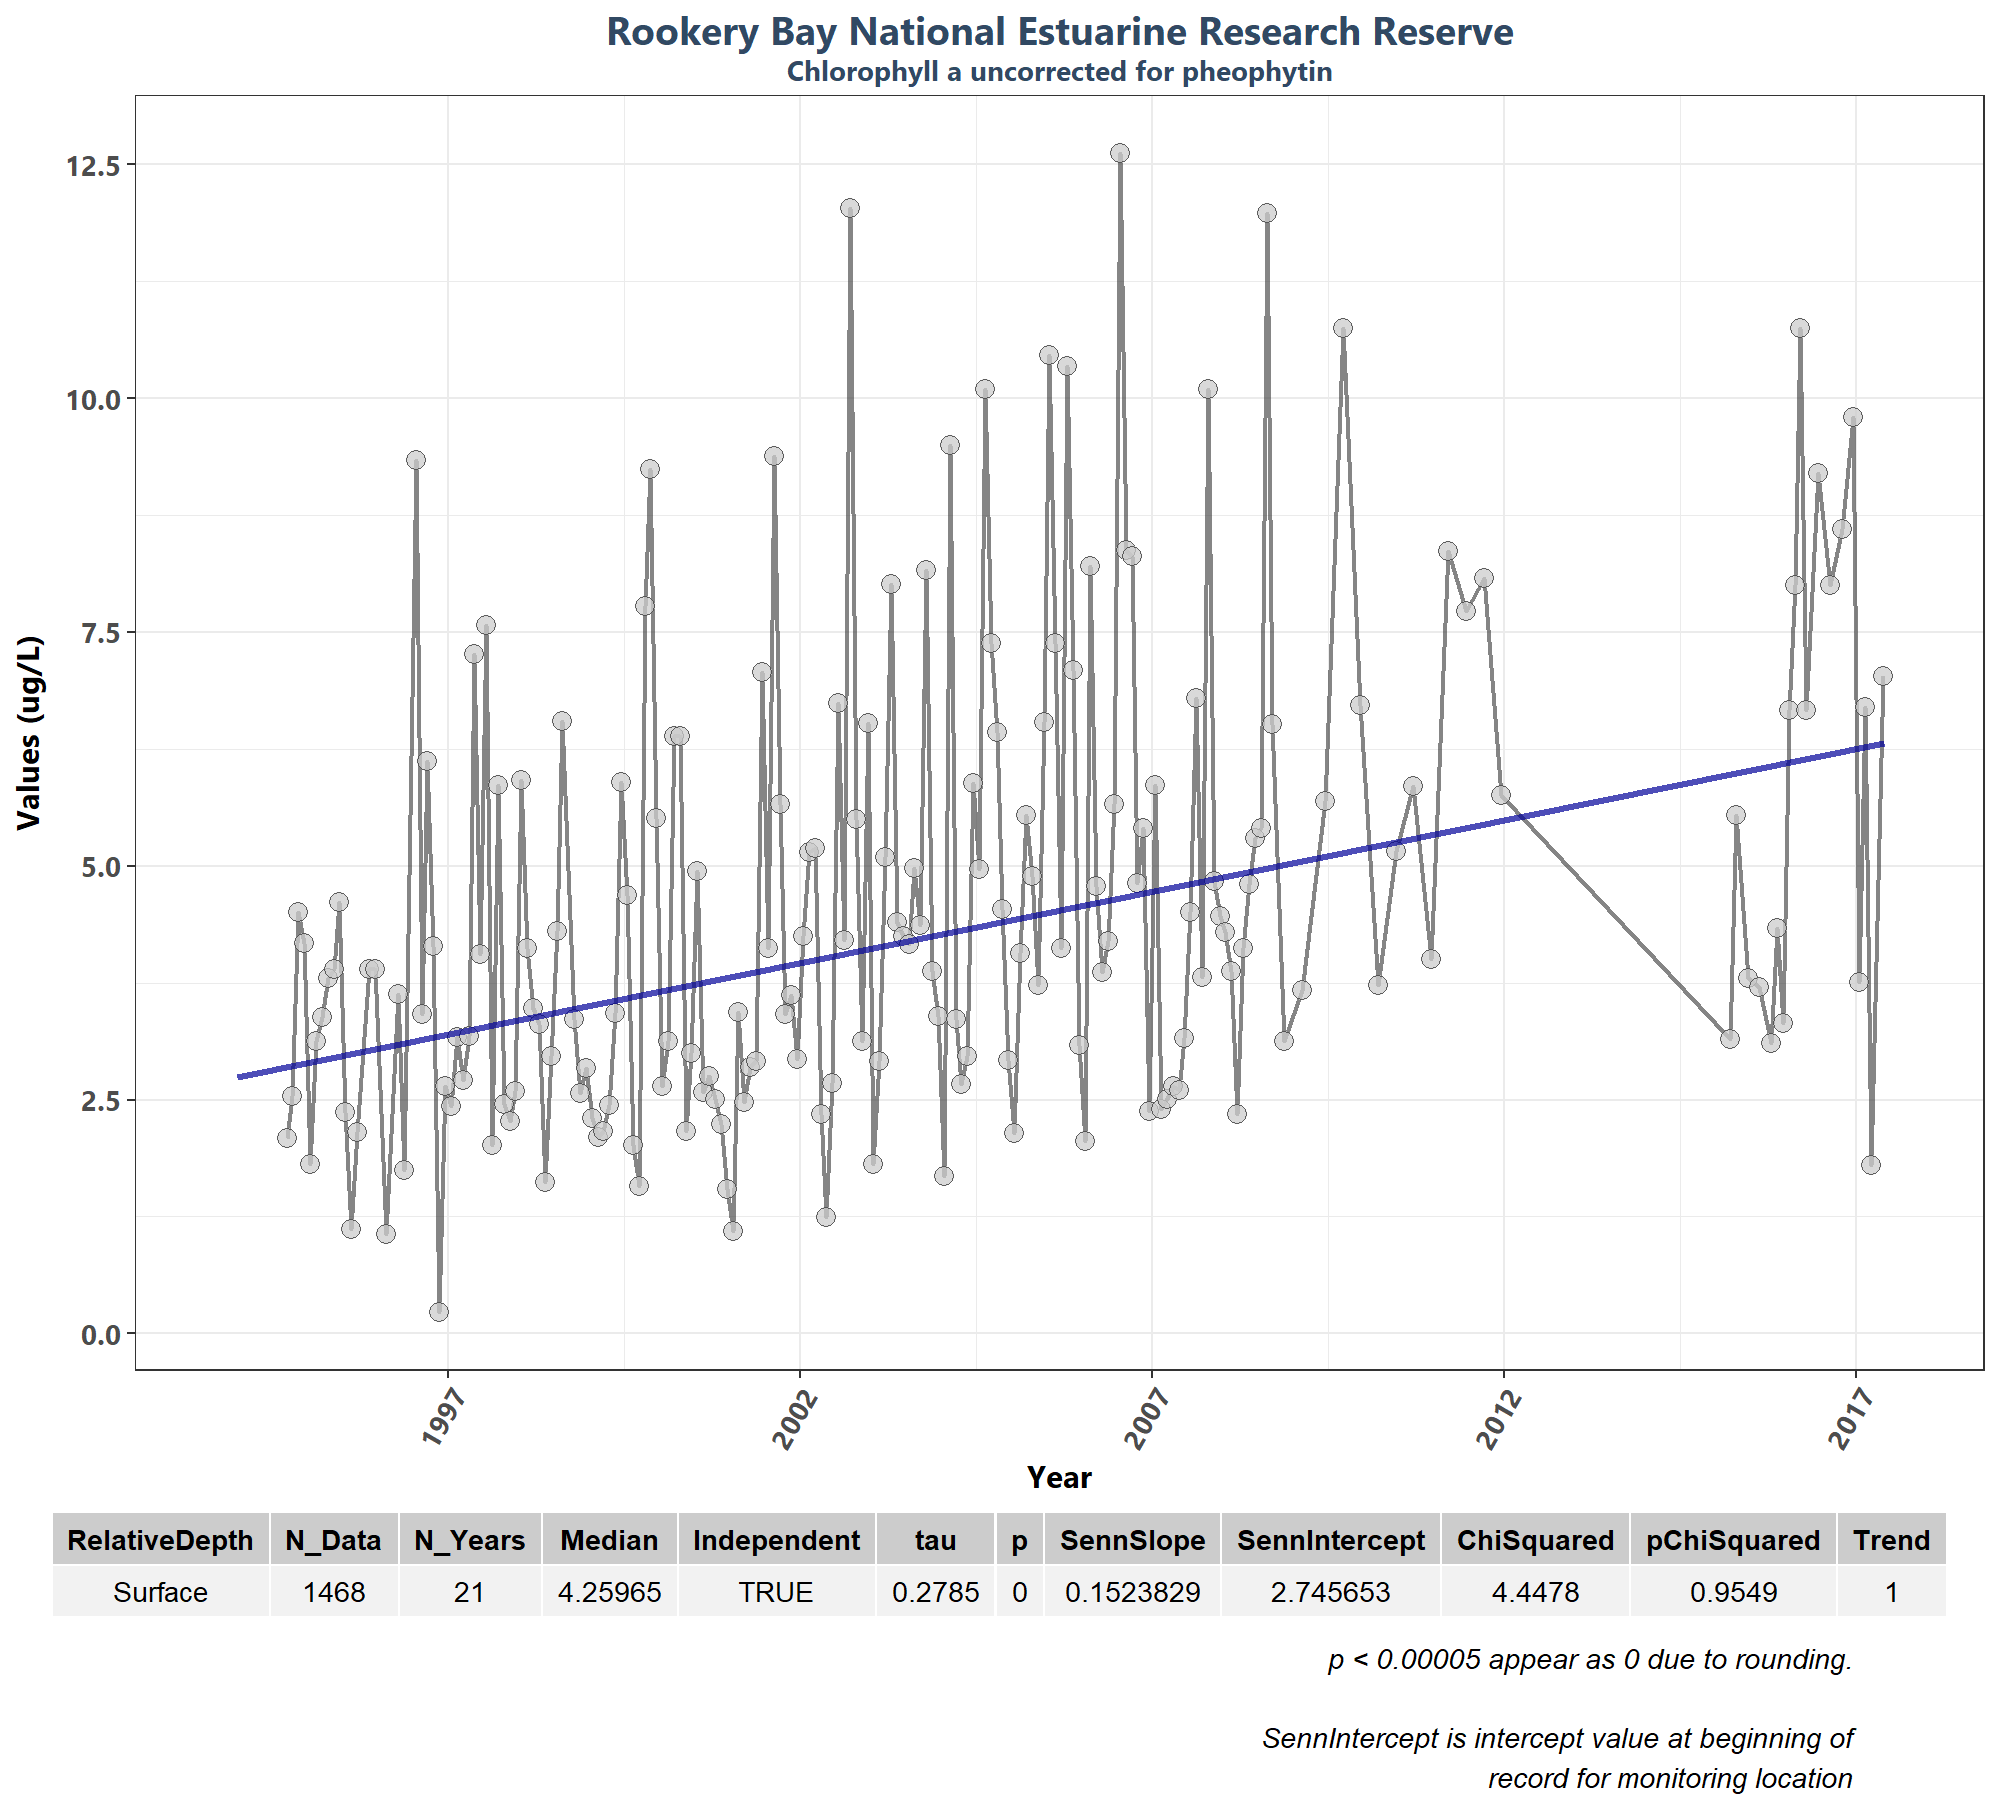 Rookery Bay National Estuarine Research Reserve
Chlorophyll a uncorrected for pheophytin
Values (ug/L)
12.5
10.0
7.5
5.0
2.5
0.0
1997 2002 2007 2012 2017
Year
RelativeDepth N_Data N_Years Median Independent tau p SennSlope SennIntercept ChiSquared pChiSquared Trend
Surface 1468 21 4.25965 TRUE 0.2785 0 0.1523829 2.745653 4.4478 0.9549 1
p < 0.00005 appear as 0 due to rounding.
SennIntercept is intercept value at beginning of
record for monitoring location